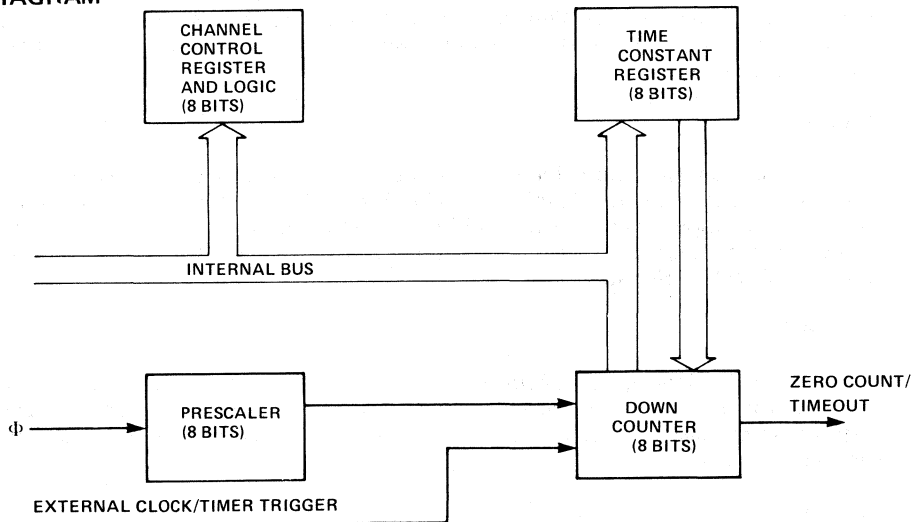 CHANNEL
CONTROL
REGISTER
AND LOGIC
(8 BITS)
TIME
CONSTANT
REGISTER
(8 BITS)
INTERNAL BUS
Φ
PRESCALER
(8 BITS)
DOWN
COUNTER
(8 BITS)
ZERO COUNT/
TIMEOUT
EXTERNAL CLOCK/TIMER TRIGGER